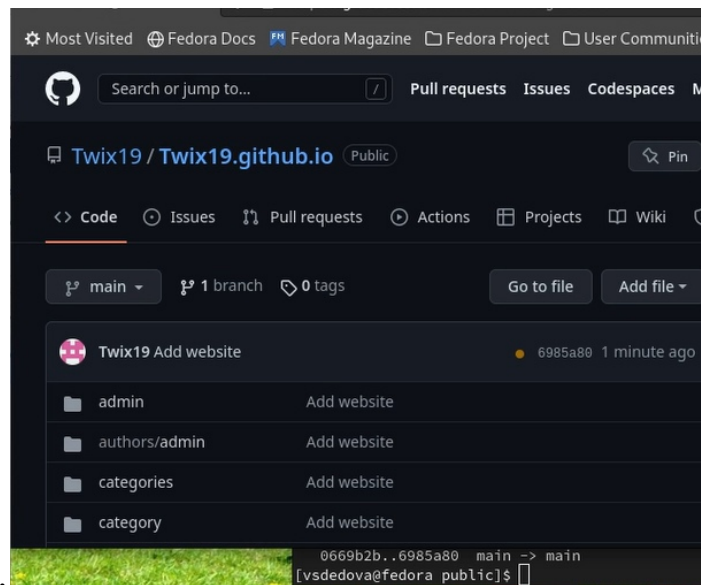 Most Visited Fedora Docs Fedora Magazine Fedora Project User Communiti
Search or jump to... / Pull requests Issues Codespaces M
Twix19 / Twix19.github.io Public Pin
<> Code Issues Pull requests Actions Projects Wiki
main 1 branch 0 tags Go to file Add file
Twix19 Add website 6985a80 1 minute ago
admin Add website
authors/admin Add website
categories Add website
category Add website
0669b2b..6985a80 main -> main
[vsdedova@fedora public]$